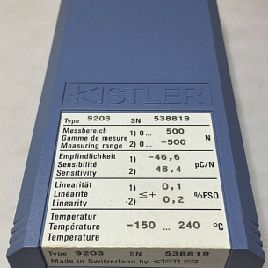 KISTLER
Type 9203 SN 538819
Messbereich 1) 0... 500
Gamme de mesure N
Measuring range 2) 0... -500
Empfindlichkeit 1) -46,6
Sensibilité pC/N
Sensitivity 2) 46,4
Linearität 1) 0,1
Linéarité ≤± %FSO
Linearity 2) 0,2
Temperatur
Température -150 ... 240 °C
Temperature
Type 9203 SN 538819
Made in Switzerland by KISTLER